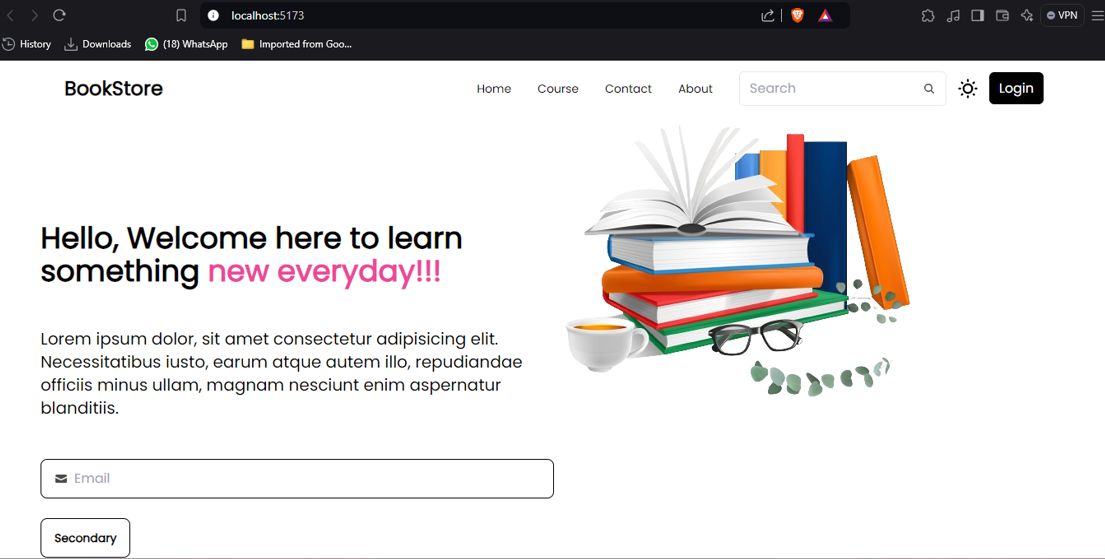 localhost:5173
VPN
History
Downloads
(18) WhatsApp
Imported from Goo...
BookStore
Home
Course
Contact
About
Search
Login
Hello, Welcome here to learn
something new everyday!!!
Lorem ipsum dolor, sit amet consectetur adipisicing elit.
Necessitatibus iusto, earum atque autem illo, repudiandae
officiis minus ullam, magnam nesciunt enim aspernatur
blanditiis.
Email
Secondary